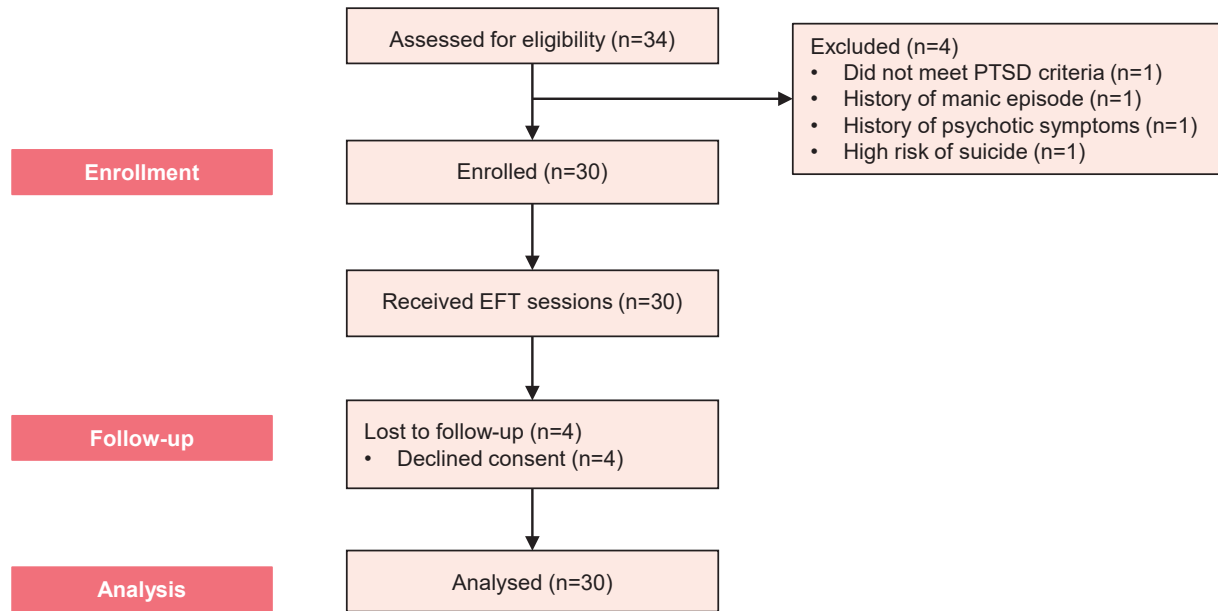 Assessed for eligibility (n=34)
Excluded (n=4)
• Did not meet PTSD criteria (n=1)
• History of manic episode (n=1)
• History of psychotic symptoms (n=1)
• High risk of suicide (n=1)
Enrollment
Enrolled (n=30)
Received EFT sessions (n=30)
Follow-up
Lost to follow-up (n=4)
• Declined consent (n=4)
Analysis
Analysed (n=30)